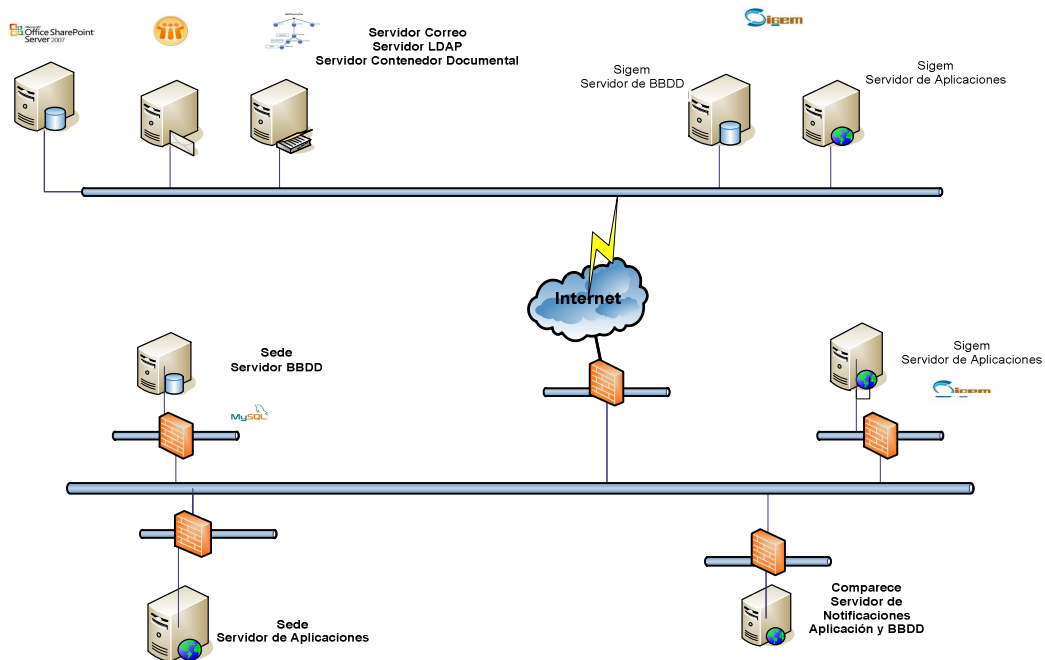 Microsoft
Office SharePoint
Server 2007
Servidor Correo
Servidor LDAP
Servidor Contenedor Documental
Sigem
Sigem
Servidor de BBDD
Sigem
Servidor de Aplicaciones
Internet
Sede
Servidor BBDD
MySQL
Sigem
Servidor de Aplicaciones
Sigem
Sede
Servidor de Aplicaciones
Comparece
Servidor de
Notificaciones
Aplicación y BBDD